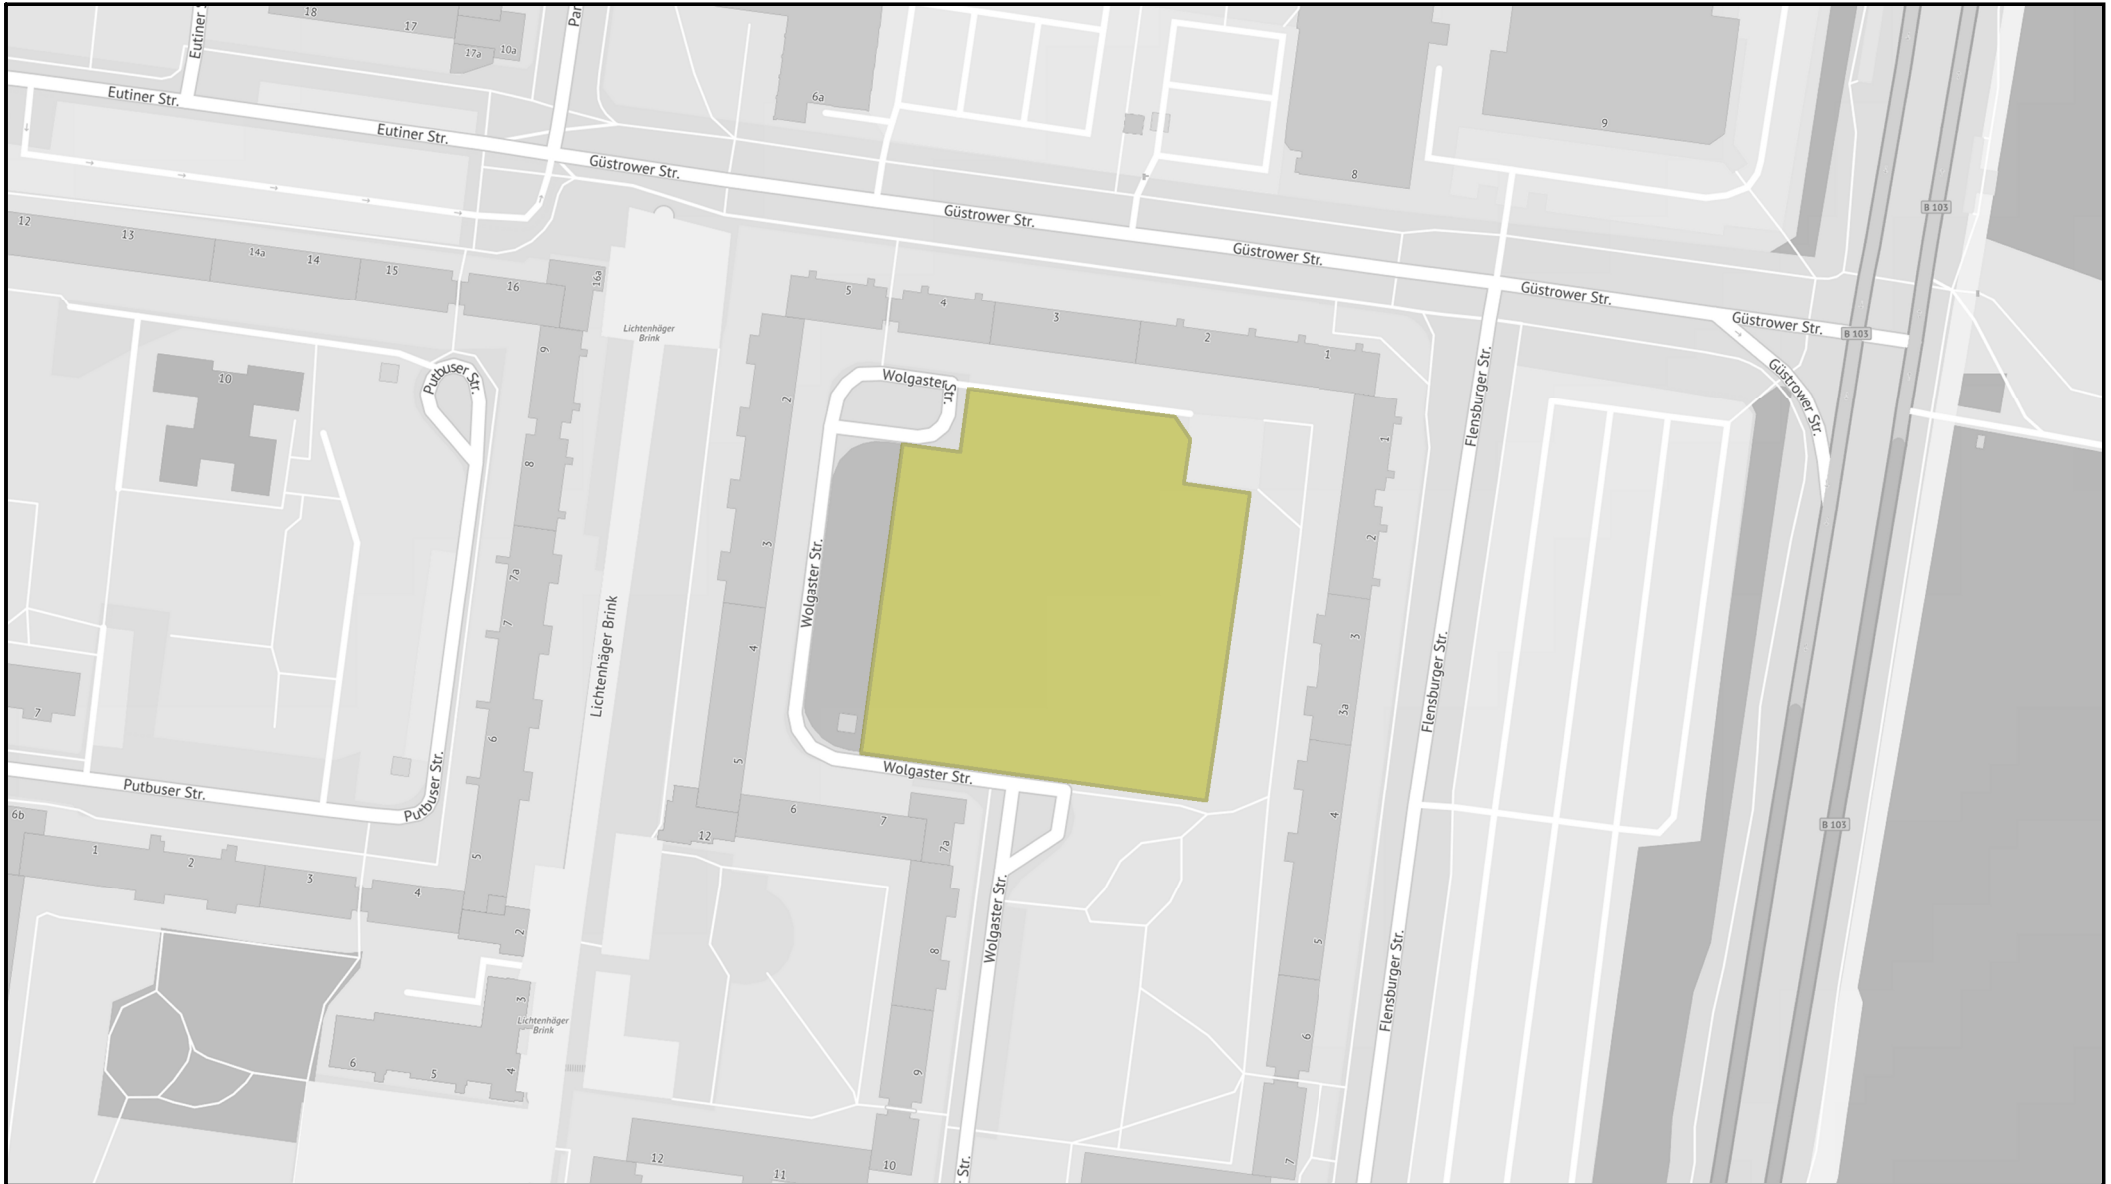 18
17
17a
10a
Eutiner Str.
Eutiner Str.
6a
9
8
Güstrower Str.
Güstrower Str.
Güstrower Str.
Güstrower Str.
Güstrower Str.
Güstrower Str.
B 103
B 103
B 103
12
13
14a
14
15
16
16a
Lichtenhäger
Brink
5
4
3
2
1
9
8
7a
7
6
5
10
Putbuser Str.
2
3
4
5
Wolgaster Str.
Wolgaster Str.
Lichtenhäger Brink
1
2
3
3a
4
5
6
7
Flensburger Str.
Flensburger Str.
Flensburger Str.
7
Putbuser Str.
Putbuser Str.
Wolgaster Str.
6b
1
2
3
4
2
12
6
7
7a
8
9
10
Wolgaster Str.
3
4
5
6
Lichtenhäger
Brink
12
11
Str.